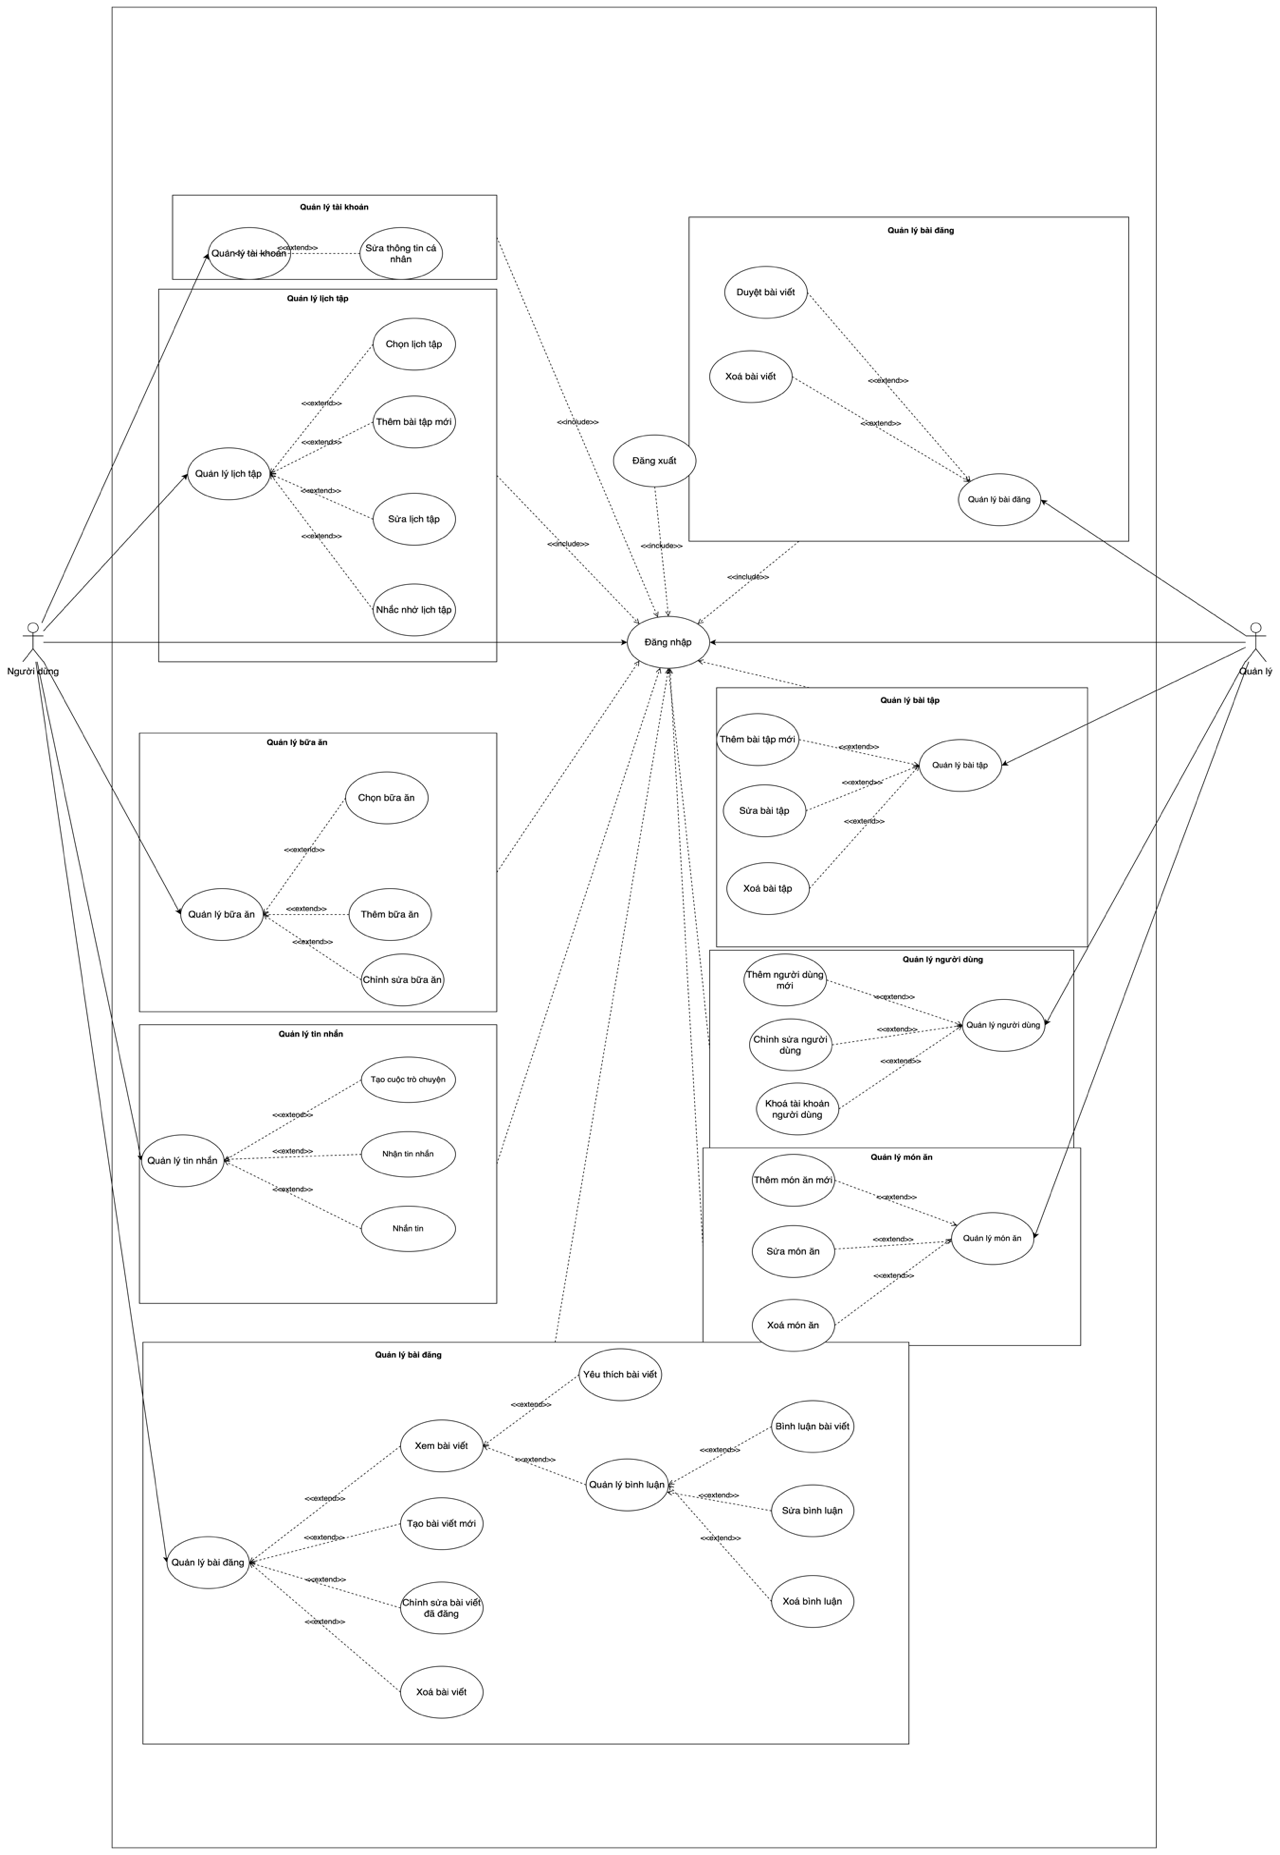 Quản lý tài khoản
Quản lý tài khoản
<<extend>>
Sửa thông tin cá
nhân
Quản lý lịch tập
Chọn lịch tập
<<extend>>
Thêm bài tập mới
<<extend>>
Quản lý lịch tập
<<extend>>
Sửa lịch tập
<<extend>>
Nhắc nhở lịch tập
Quản lý bài đăng
Duyệt bài viết
Xoá bài viết
<<extend>>
<<extend>>
Quản lý bài đăng
<<include>>
Đăng xuất
<<include>>
<<include>>
<<include>>
Đăng nhập
Người dùng
Quản lý
Quản lý bữa ăn
Chọn bữa ăn
<<extend>>
Quản lý bữa ăn
<<extend>>
Thêm bữa ăn
<<extend>>
Chỉnh sửa bữa ăn
Quản lý bài tập
Thêm bài tập mới
<<extend>>
Quản lý bài tập
<<extend>>
Sửa bài tập
<<extend>>
Xoá bài tập
Quản lý người dùng
Thêm người dùng
mới
<<extend>>
Quản lý người dùng
<<extend>>
Chỉnh sửa người
dùng
<<extend>>
Khoá tài khoản
người dùng
Quản lý tin nhắn
Tạo cuộc trò chuyện
<<extend>>
Quản lý tin nhắn
<<extend>>
Nhận tin nhắn
<<extend>>
Nhắn tin
Quản lý món ăn
Thêm món ăn mới
<<extend>>
Quản lý món ăn
<<extend>>
Sửa món ăn
<<extend>>
Xoá món ăn
Quản lý bài đăng
Yêu thích bài viết
<<extend>>
Xem bài viết
<<extend>>
Quản lý bình luận
Bình luận bài viết
<<extend>>
<<extend>>
Sửa bình luận
<<extend>>
Xoá bình luận
<<extend>>
Tạo bài viết mới
<<extend>>
Quản lý bài đăng
<<extend>>
Chỉnh sửa bài viết
đã đăng
<<extend>>
Xoá bài viết